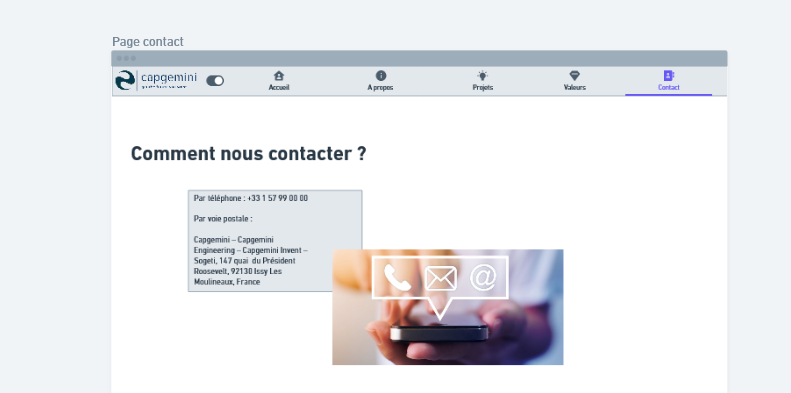 Page contact
capgemini
Accueil
A propos
Projets
Valeurs
Contact
Comment nous contacter ?
Par téléphone : +33 1 57 99 00 00
Par voie postale :
Capgemini – Capgemini
Engineering – Capgemini Invent –
Sogeti, 147 quai du Président
Roosevelt, 92130 Issy Les
Moulineaux, France
@